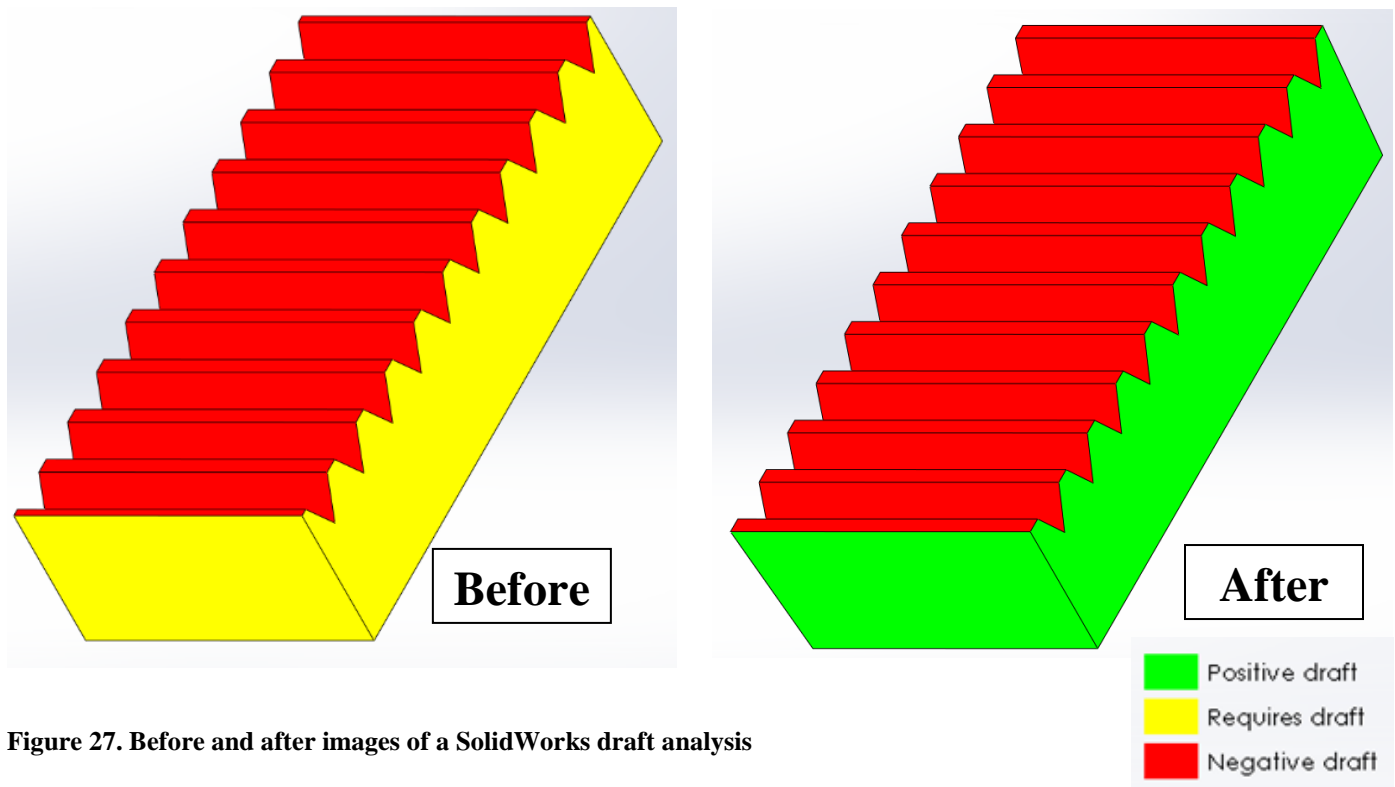 Before
After
Positive draft
Requires draft
Negative draft
Figure 27. Before and after images of a SolidWorks draft analysis